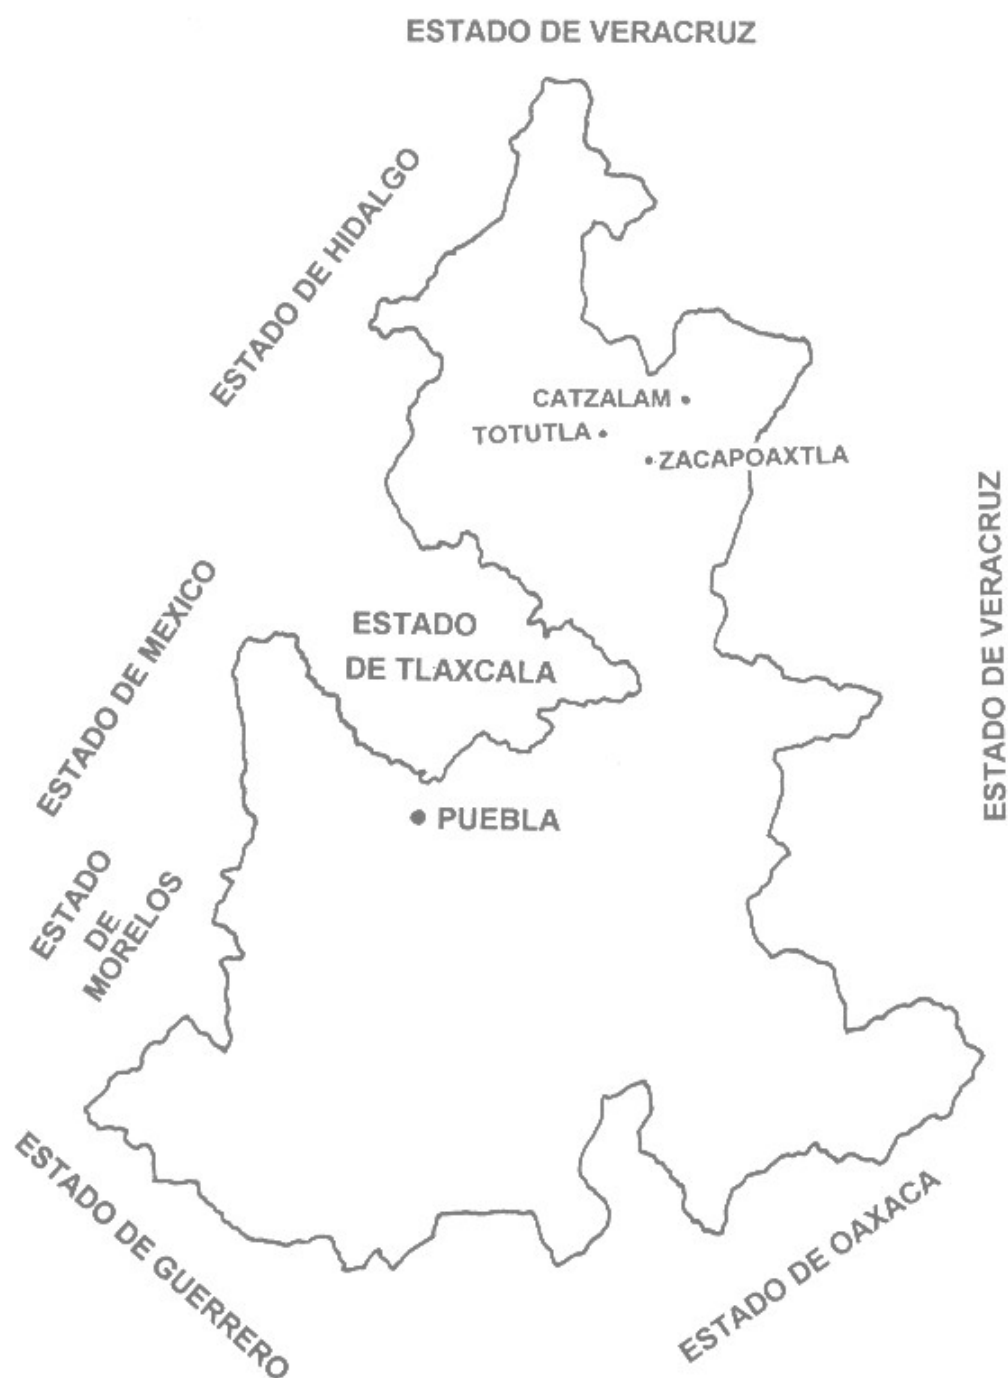 ESTADO DE VERACRUZ
ESTADO DE HIDALGO
CATZALAM
TOTUTLA
ZACAPOAXTLA
ESTADO DE VERACRUZ
ESTADO DE MEXICO
ESTADO
DE TLAXCALA
PUEBLA
ESTADO
DE
MORELOS
ESTADO DE GUERRERO
ESTADO DE OAXACA